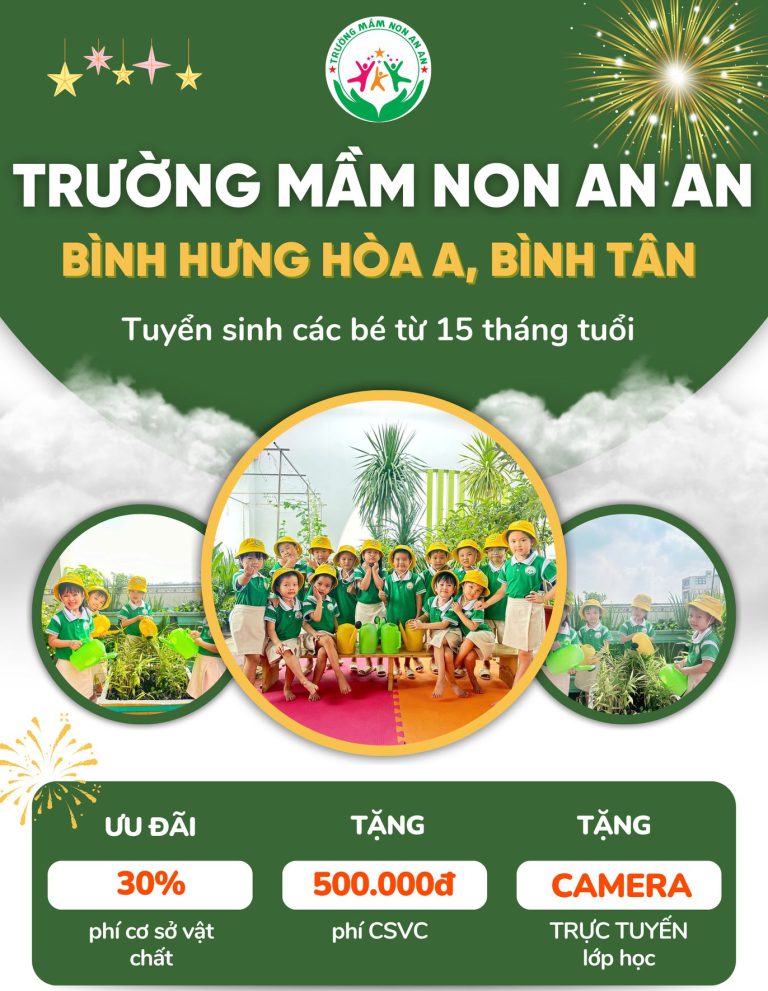 TRƯỜNG MẦM NON AN AN
TRƯỜNG MẦM NON AN AN
BÌNH HƯNG HÒA A, BÌNH TÂN
Tuyển sinh các bé từ 15 tháng tuổi
ƯU ĐÃI
30%
phí cơ sở vật
chất
TẶNG
500.000đ
phí CSVC
TẶNG
CAMERA
TRỰC TUYẾN
lớp học